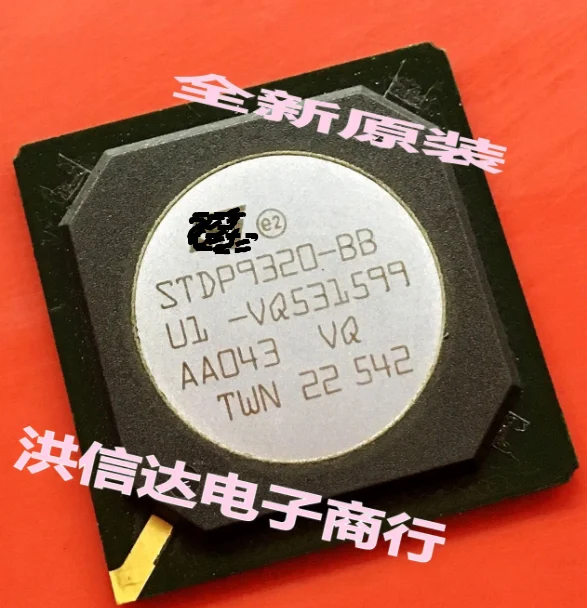 全新原装
e2
STDP9320-BB
U1 -VQ531599
AA043 VQ
TWN 22 542
洪信达电子商行